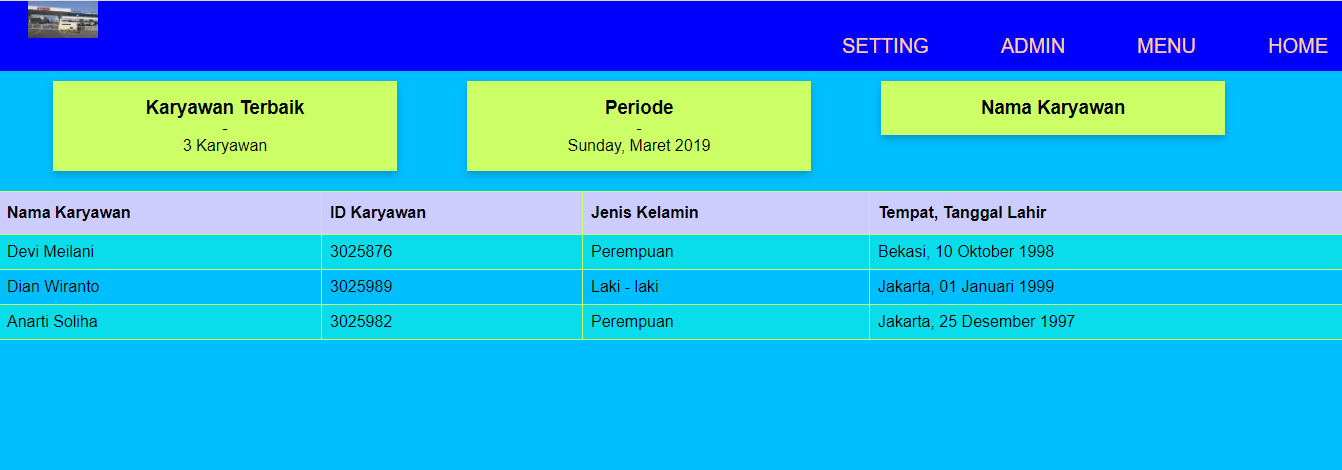 SETTING ADMIN MENU HOME
Karyawan Terbaik
-
3 Karyawan
Periode
-
Sunday, Maret 2019
Nama Karyawan
Nama Karyawan ID Karyawan Jenis Kelamin Tempat, Tanggal Lahir
Devi Meilani 3025876 Perempuan Bekasi, 10 Oktober 1998
Dian Wiranto 3025989 Laki - laki Jakarta, 01 Januari 1999
Anarti Soliha 3025982 Perempuan Jakarta, 25 Desember 1997